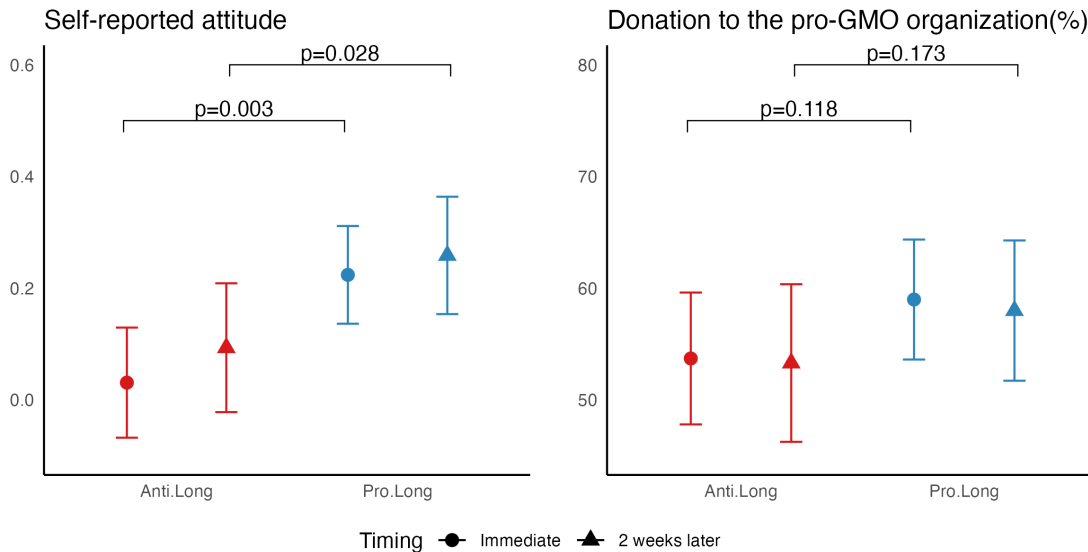 Self-reported attitude
p=0.028
p=0.003
0.6
0.4
0.2
0.0
Anti.Long Pro.Long
Donation to the pro-GMO organization(%)
p=0.173
p=0.118
80
70
60
50
Anti.Long Pro.Long
Timing Immediate 2 weeks later